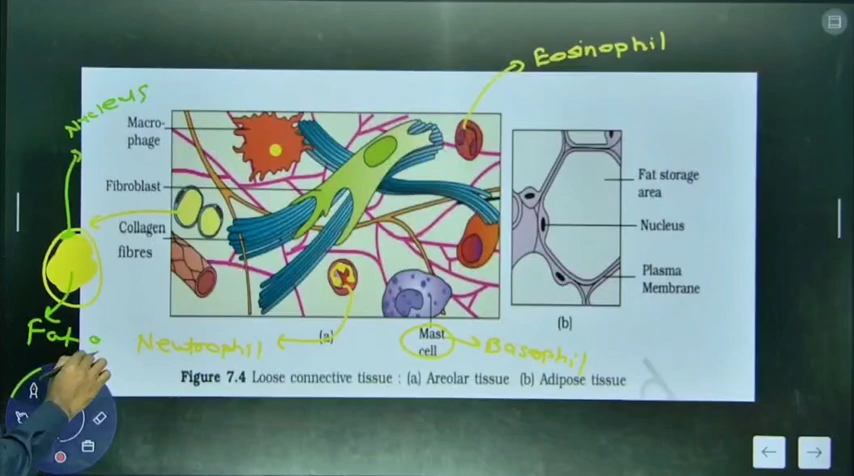 Eosinophil
Nucleus
Macro-
phage
Fibroblast
Collagen
fibres
Fat storage
area
Nucleus
Plasma
Membrane
Fat
Neutrophil
(a)
Mast
cell
Basophil
(b)
Figure 7.4 Loose connective tissue : (a) Areolar tissue (b) Adipose tissue